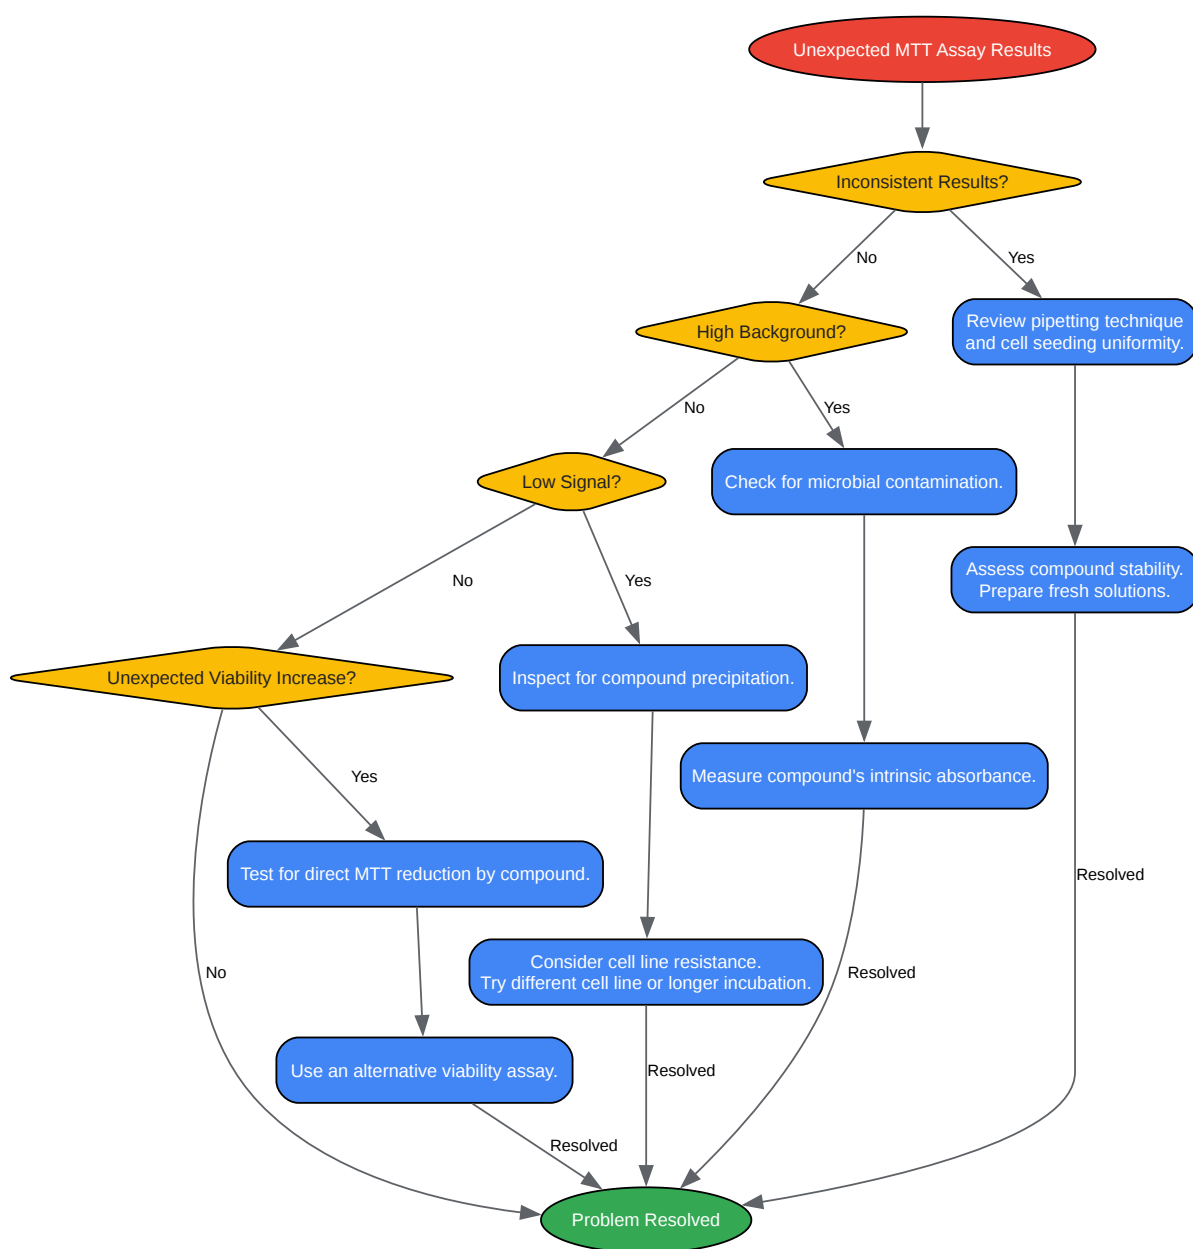 Unexpected MTT Assay Results
Inconsistent Results?
No
Yes
High Background?
Review pipetting technique
and cell seeding uniformity.
No
Yes
Low Signal?
Check for microbial contamination.
No
Yes
Assess compound stability.
Prepare fresh solutions.
Unexpected Viability Increase?
Inspect for compound precipitation.
Yes
Measure compound's intrinsic absorbance.
Test for direct MTT reduction by compound.
Resolved
No
Consider cell line resistance.
Try different cell line or longer incubation.
Resolved
Use an alternative viability assay.
Resolved
Resolved
Problem Resolved